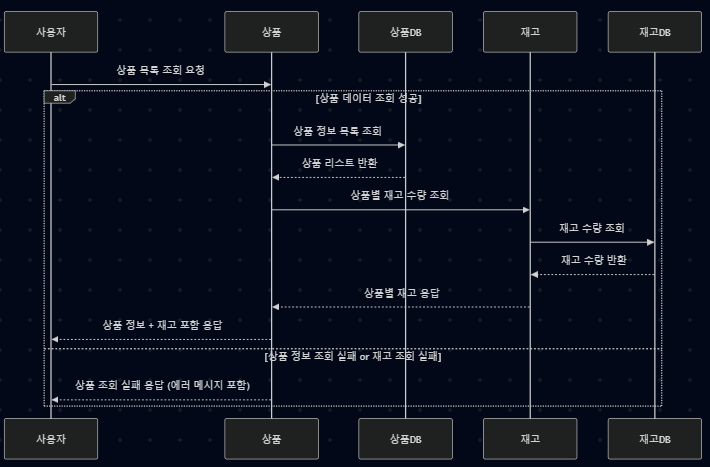 사용자
상품
상품DB
재고
재고DB
상품 목록 조회 요청
alt
[상품 데이터 조회 성공]
상품 정보 목록 조회
상품 리스트 반환
상품별 재고 수량 조회
재고 수량 조회
재고 수량 반환
상품별 재고 응답
상품 정보 + 재고 포함 응답
[상품 정보 조회 실패 or 재고 조회 실패]
상품 조회 실패 응답 (에러 메시지 포함)
사용자
상품
상품DB
재고
재고DB